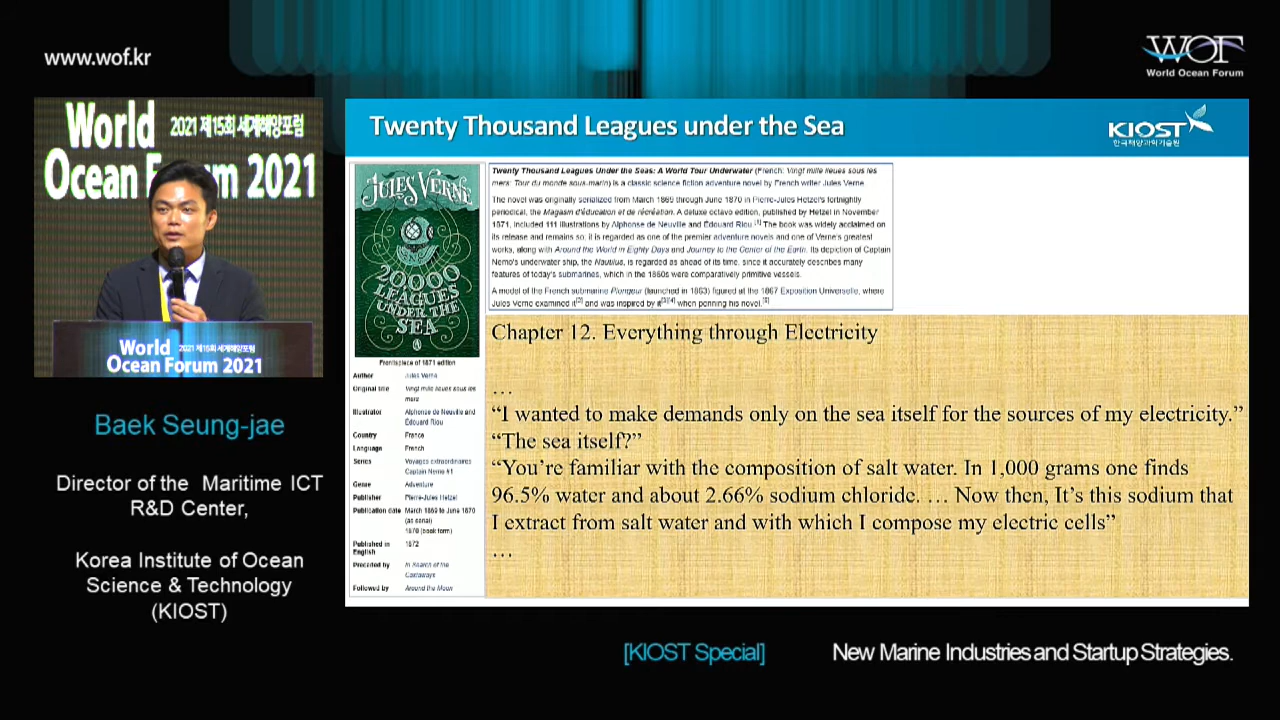 www.wof.kr
WOF
World Ocean Forum
World 2021 제15회 세계해양포럼
Ocean Forum 2021
World 2021 제15회 세계해양포럼
Ocean Forum 2021
Baek Seung-jae
Director of the Maritime ICT
R&D Center,
Korea Institute of Ocean
Science & Technology
(KIOST)
Twenty Thousand Leagues under the Sea
KIOST
한국해양과학기술원
JULES VERNE
20,000
LEAGUES
UNDER THE
SEA
Frontispiece of 1871 edition
Author Jules Verne
Original title Vingt mille lieues sous les
mers
Illustrator Alphonse de Neuville and
Édouard Riou
Country France
Language French
Series Voyages extraordinaires
Captain Nemo #1
Genre Adventure
Publisher Pierre-Jules Hetzel
Publication date March 1869 to June 1870
(as serial)
1870 (book form)
Published in 1872
English
Preceded by In Search of the
Castaways
Followed by Around the Moon
Twenty Thousand Leagues Under the Seas: A World Tour Underwater (French: Vingt mille lieues sous les
mers: Tour du monde sous-marin) is a classic science fiction adventure novel by French writer Jules Verne
The novel was originally serialized from March 1869 through June 1870 in Pierre-Jules Hetzel's fortnightly
periodical, the Magasin d'éducation et de récréation. A deluxe octavo edition, published by Hetzel in November
1871, included 111 illustrations by Alphonse de Neuville and Édouard Riou.[1] The book was widely acclaimed on
its release and remains so; it is regarded as one of the premier adventure novels and one of Verne's greatest
works, along with Around the World in Eighty Days and Journey to the Center of the Earth. Its depiction of Captain
Nemo's underwater ship, the Nautilus, is regarded as ahead of its time, since it accurately describes many
features of today's submarines, which in the 1860s were comparatively primitive vessels.
A model of the French submarine Plongeur (launched in 1863) figured at the 1867 Exposition Universelle, where
Jules Verne examined it[2] and was inspired by it[3][4] when penning his novel.[5]
Chapter 12. Everything through Electricity
…
“I wanted to make demands only on the sea itself for the sources of my electricity.”
“The sea itself?”
“You’re familiar with the composition of salt water. In 1,000 grams one finds
96.5% water and about 2.66% sodium chloride. … Now then, It’s this sodium that
I extract from salt water and with which I compose my electric cells”
…
[KIOST Special] New Marine Industries and Startup Strategies.